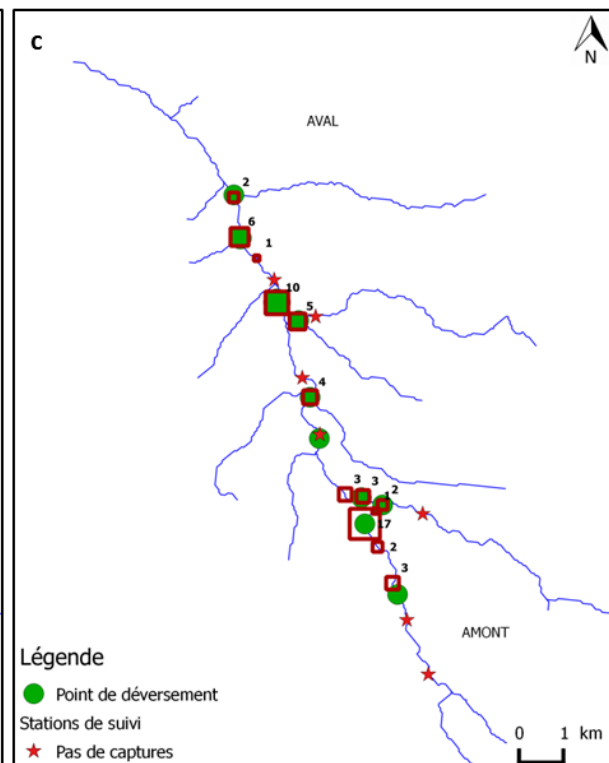 c
N
AVAL
2
6
1
10
5
4
3 3
1 2
17
2
3
AMONT
Légende
Point de déversement
Stations de suivi
Pas de captures
0 1 km